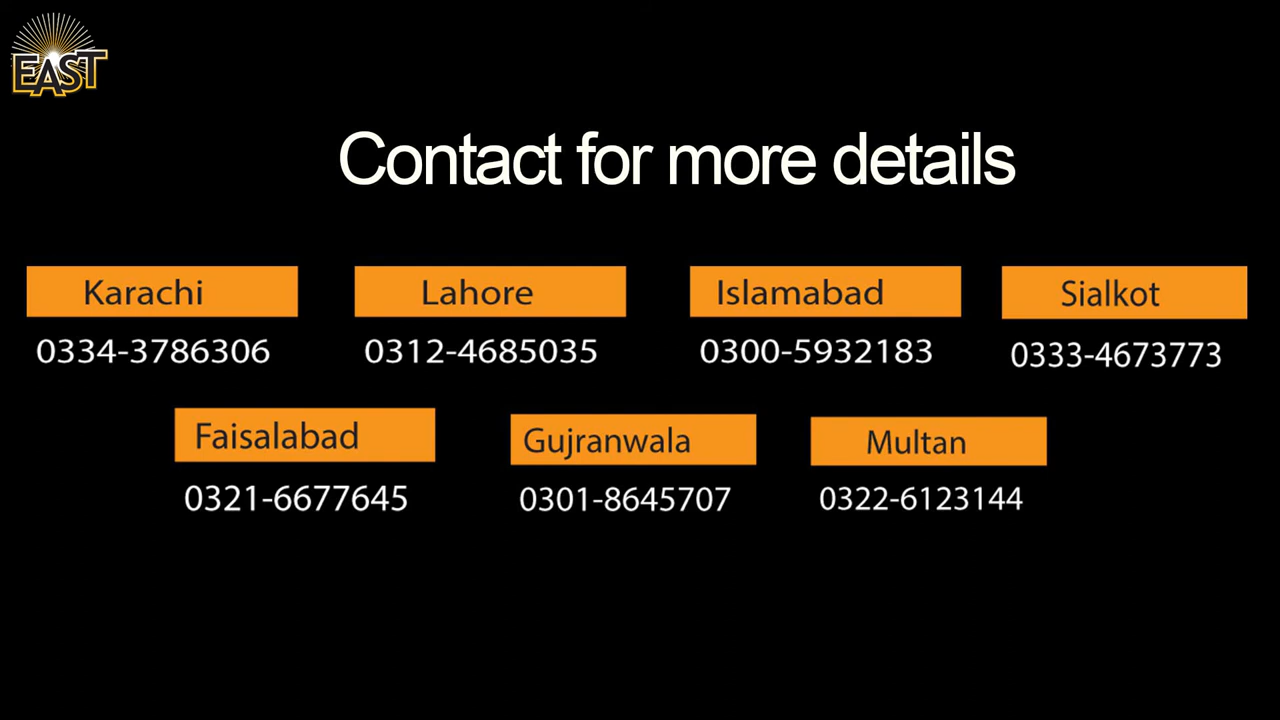 EAST
Contact for more details
Karachi Lahore Islamabad Sialkot
0334-3786306 0312-4685035 0300-5932183 0333-4673773
Faisalabad Gujranwala Multan
0321-6677645 0301-8645707 0322-6123144